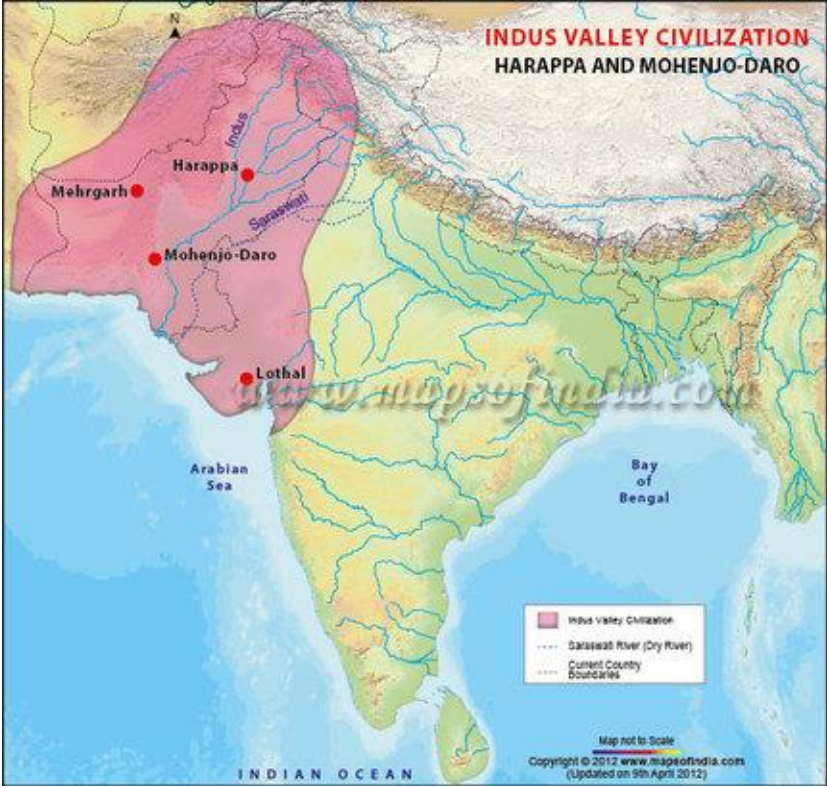 N
INDUS VALLEY CIVILIZATION
HARAPPA AND MOHENJO-DARO
Indus
Harappa
Mehrgarh
Saraswati
Mohenjo-Daro
Lothal
www.mapsofindia.com
Arabian
Sea
Bay
of
Bengal
Indus Valley Civilization
Saraswati River (Dry River)
Current Country
Boundaries
Map not to Scale
Copyright © 2012 www.mapsofindia.com
(Updated on 9th April 2012)
INDIAN OCEAN